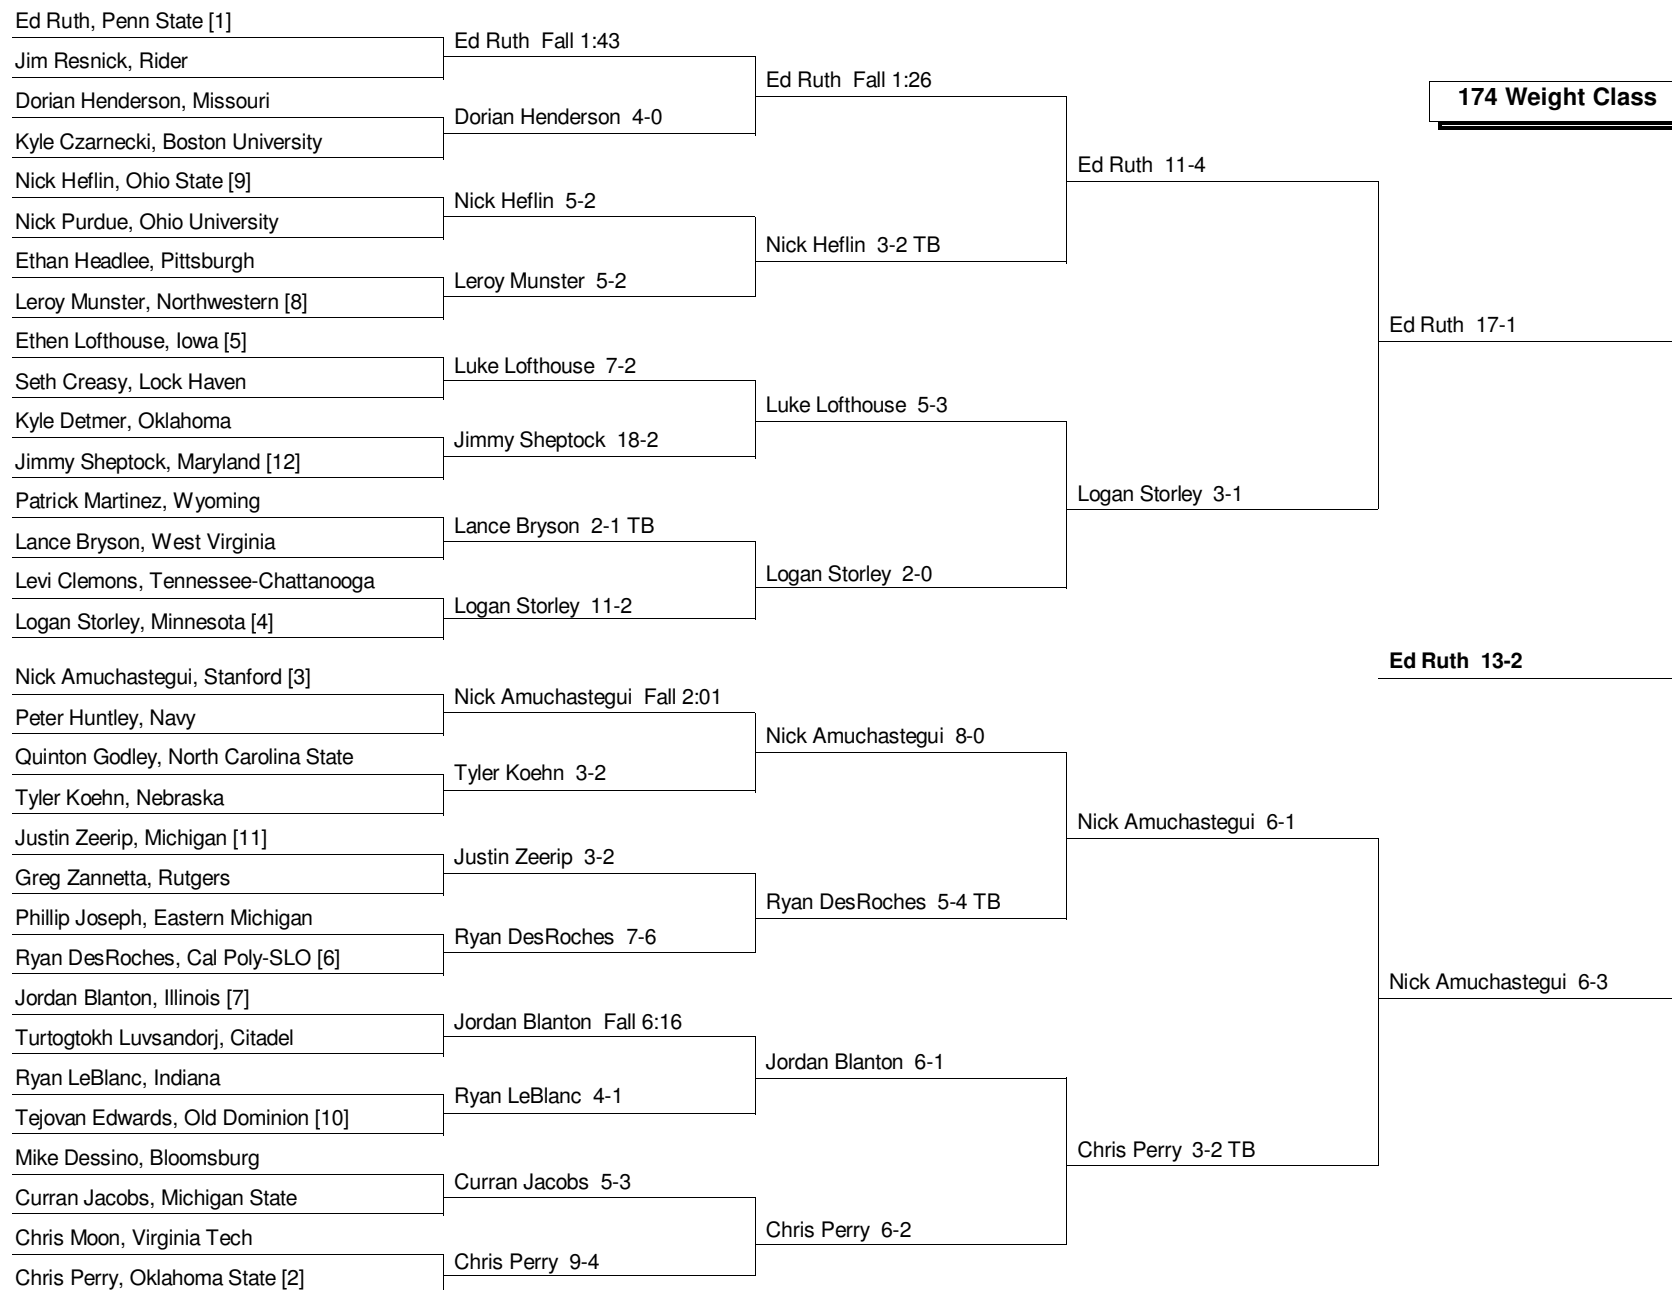 Ed Ruth, Penn State [1]
Jim Resnick, Rider
Dorian Henderson, Missouri
Kyle Czarnecki, Boston University
Nick Heflin, Ohio State [9]
Nick Purdue, Ohio University
Ethan Headlee, Pittsburgh
Leroy Munster, Northwestern [8]
Ethen Lofthouse, Iowa [5]
Seth Creasy, Lock Haven
Kyle Detmer, Oklahoma
Jimmy Sheptock, Maryland [12]
Patrick Martinez, Wyoming
Lance Bryson, West Virginia
Levi Clemons, Tennessee-Chattanooga
Logan Storley, Minnesota [4]
Nick Amuchastegui, Stanford [3]
Peter Huntley, Navy
Quinton Godley, North Carolina State
Tyler Koehn, Nebraska
Justin Zeerip, Michigan [11]
Greg Zannetta, Rutgers
Phillip Joseph, Eastern Michigan
Ryan DesRoches, Cal Poly-SLO [6]
Jordan Blanton, Illinois [7]
Turtogtokh Luvsandorj, Citadel
Ryan LeBlanc, Indiana
Tejovan Edwards, Old Dominion [10]
Mike Dessino, Bloomsburg
Curran Jacobs, Michigan State
Chris Moon, Virginia Tech
Chris Perry, Oklahoma State [2]
Ed Ruth Fall 1:43
Dorian Henderson 4-0
Nick Heflin 5-2
Leroy Munster 5-2
Luke Lofthouse 7-2
Jimmy Sheptock 18-2
Lance Bryson 2-1 TB
Logan Storley 11-2
Nick Amuchastegui Fall 2:01
Tyler Koehn 3-2
Justin Zeerip 3-2
Ryan DesRoches 7-6
Jordan Blanton Fall 6:16
Ryan LeBlanc 4-1
Curran Jacobs 5-3
Chris Perry 9-4
Ed Ruth Fall 1:26
Nick Heflin 3-2 TB
Luke Lofthouse 5-3
Logan Storley 2-0
Nick Amuchastegui 8-0
Ryan DesRoches 5-4 TB
Jordan Blanton 6-1
Chris Perry 6-2
Ed Ruth 11-4
Logan Storley 3-1
Nick Amuchastegui 6-1
Chris Perry 3-2 TB
174 Weight Class
Ed Ruth 17-1
Ed Ruth 13-2
Nick Amuchastegui 6-3